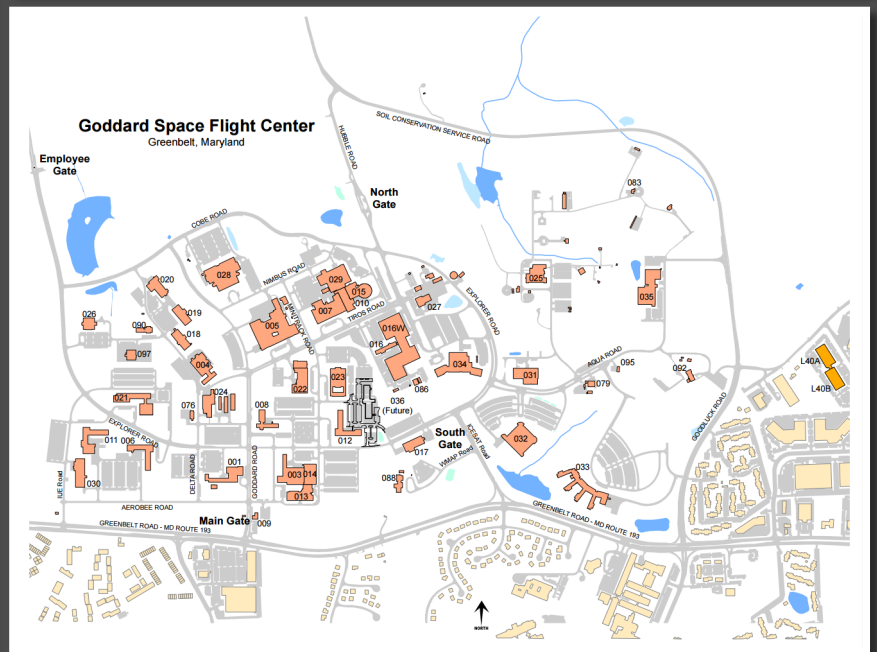 Goddard Space Flight Center
Greenbelt, Maryland
Employee
Gate
HUBBLE ROAD
SOIL CONSERVATION SERVICE ROAD
North
Gate
083
COBE ROAD
NIMBUS ROAD
028
029
015
010
007
025
035
020
026
019
090
018
005
MINITRACK ROAD
TIROS ROAD
016W
016
027
EXPLORER ROAD
097
004
034
AQUA ROAD
095
092
L40A
L40B
031
079
021
076
024
022
023
086
036
(Future)
008
012
EXPLORER ROAD
011
006
South
Gate
017
ICESAT Road
WMAP Road
032
GOODLUCK ROAD
IUE Road
030
DELTA ROAD
001
GODDARD ROAD
003
014
013
088
033
AEROBEE ROAD
Main Gate
009
GREENBELT ROAD - MD ROUTE 193
GREENBELT ROAD - MD ROUTE 193
NORTH